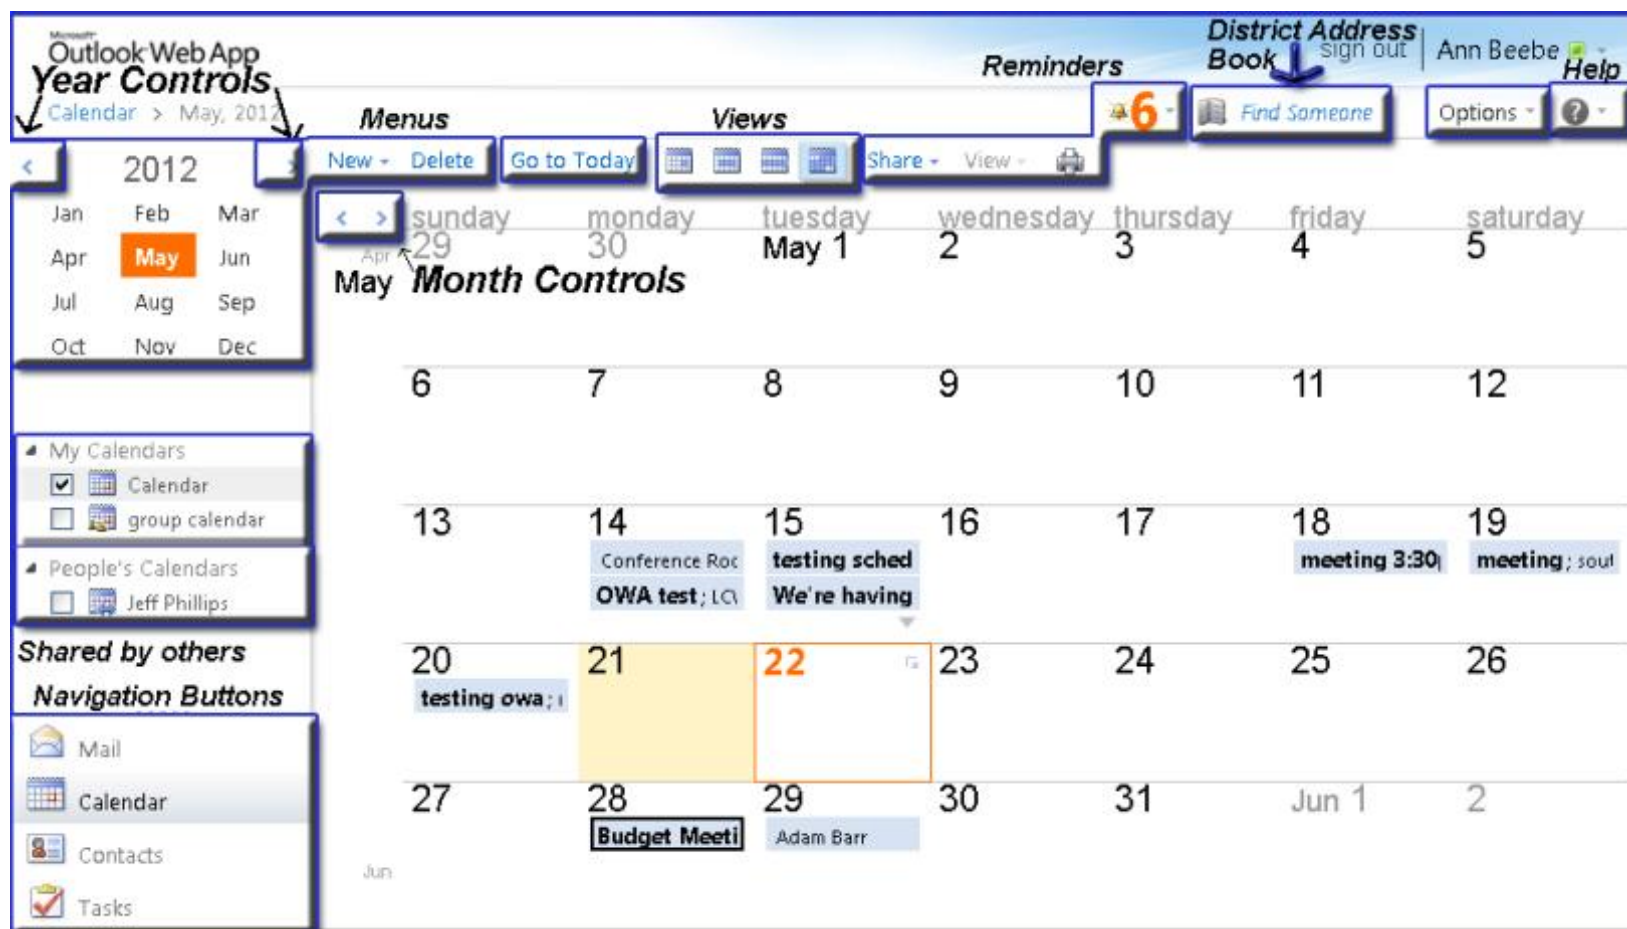 Microsoft
Outlook Web App
Year Controls
District Address
Book
sign out
Ann Beebe
Help
Reminders
Calendar > May, 2012
Menus
Views
6
Find Someone
Options
?
< 2012 >
New Delete Go to Today Share View
Jan Feb Mar
Apr May Jun
Jul Aug Sep
Oct Nov Dec
< > sunday monday tuesday wednesday thursday friday saturday
Apr 29 30 May 1 2 3 4 5
May Month Controls
6 7 8 9 10 11 12
My Calendars
Calendar
group calendar
People's Calendars
Jeff Phillips
Shared by others
Navigation Buttons
Mail
Calendar
Contacts
Tasks
13 14 15 16 17 18 19
Conference Roo testing sched meeting 3:30 meeting; sout
OWA test; We're having
20 21 22 23 24 25 26
testing owa;
27 28 29 30 31 Jun 1 2
Budget Meeti Adam Barr
Jun